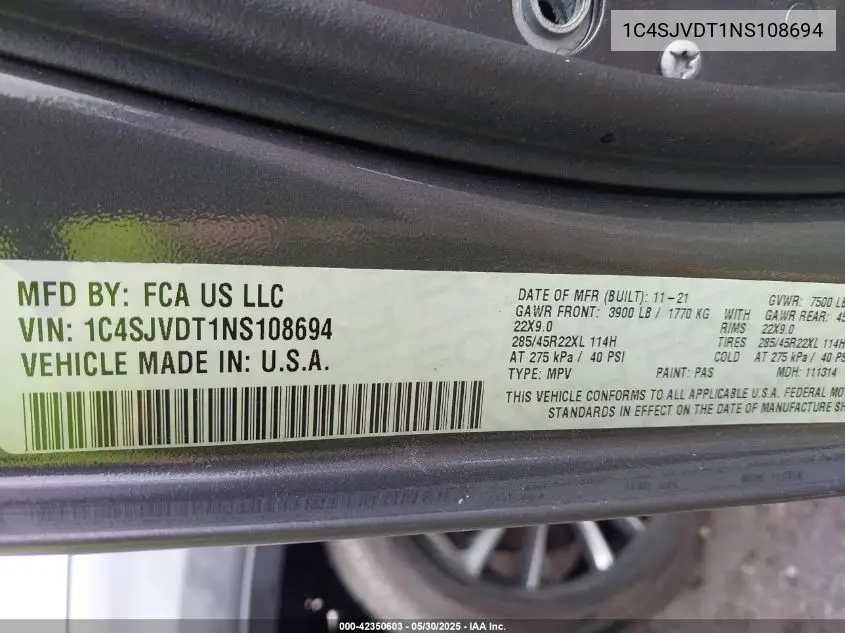 1C4SJVDT1NS108694
MFD BY: FCA US LLC
VIN: 1C4SJVDT1NS108694
VEHICLE MADE IN: U.S.A.
DATE OF MFR (BUILT): 11-21 GVWR: 7500 LB
GAWR FRONT: 3900 LB / 1770 KG WITH GAWR REAR: 45
22X9.0 RIMS 22X9.0
285/45R22XL 114H TIRES 285/45R22XL 114H
AT 275 kPa / 40 PSI COLD AT 275 kPa / 40 PS
TYPE: MPV PAINT: PAS MDH: 111314
THIS VEHICLE CONFORMS TO ALL APPLICABLE U.S.A. FEDERAL MO
STANDARDS IN EFFECT ON THE DATE OF MANUFACTURE SH
000-42350603 - 05/30/2025 - IAA Inc.